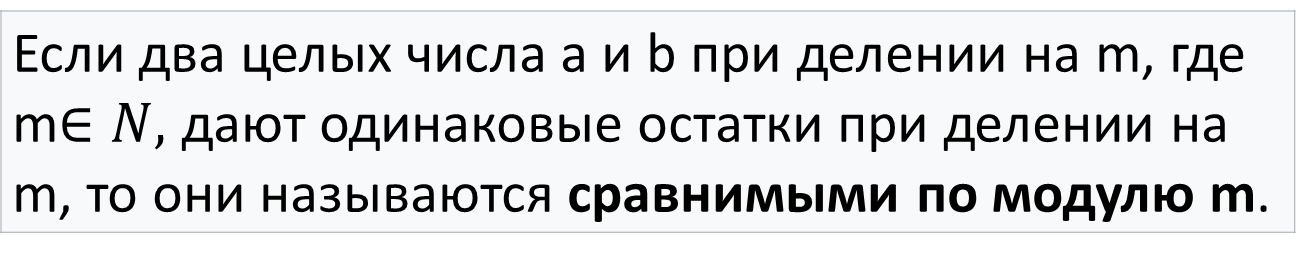 Если два целых числа a и b при делении на m, где
m∈ N, дают одинаковые остатки при делении на
m, то они называются сравнимыми по модулю m.